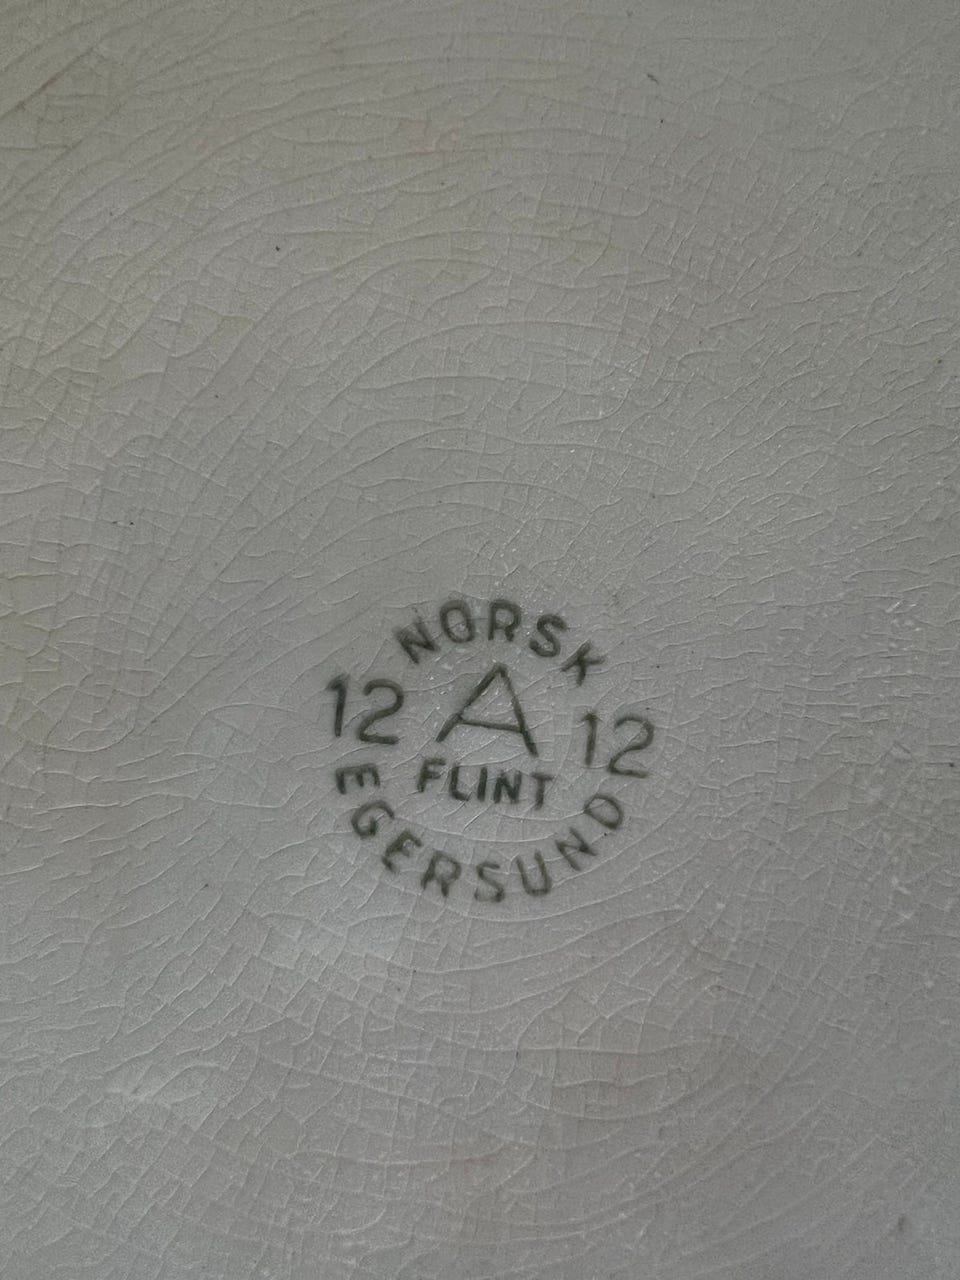 NORSK
12 A 12
FLINT
EGERSUND